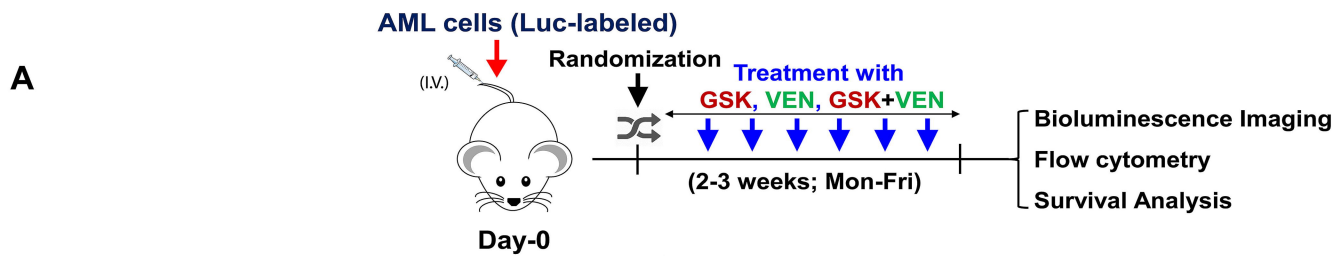 A
AML cells (Luc-labeled)
(I.V.)
Day-0
Randomization
Treatment with
GSK, VEN, GSK+VEN
(2-3 weeks; Mon-Fri)
Bioluminescence Imaging
Flow cytometry
Survival Analysis